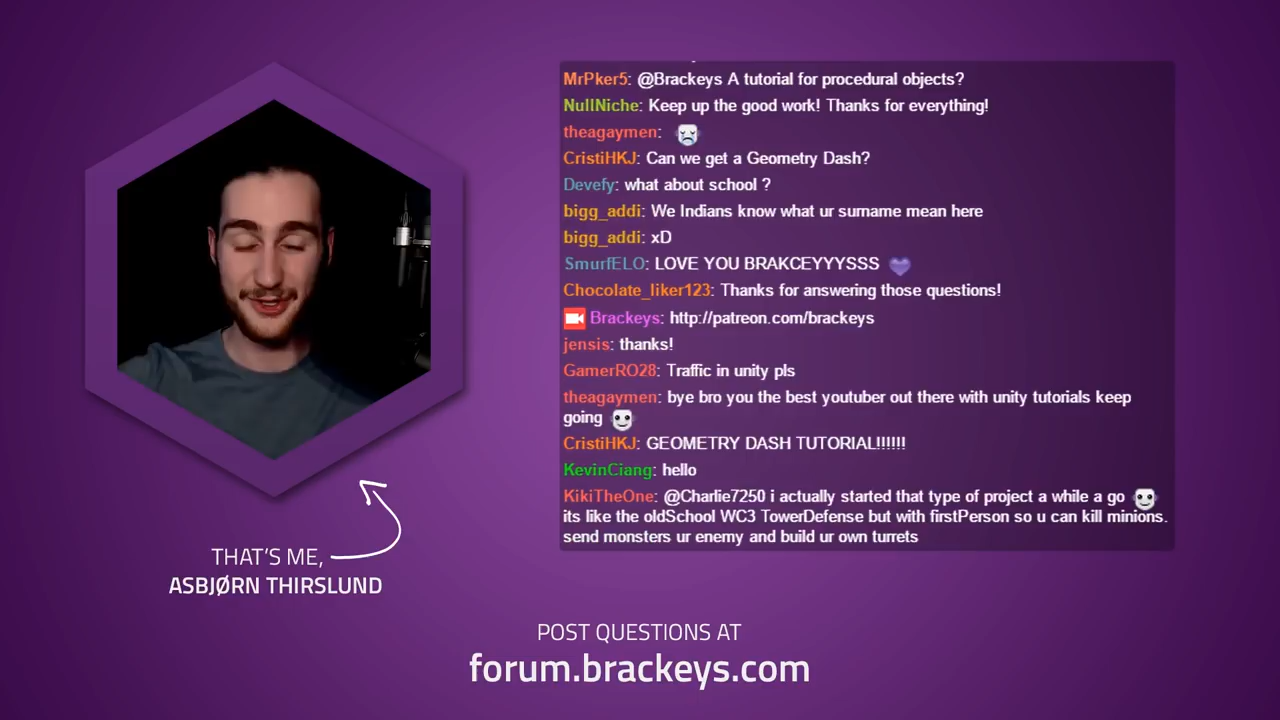 MrPker5: @Brackeys A tutorial for procedural objects?
NullNiche: Keep up the good work! Thanks for everything!
theagaymen:
CristiHKJ: Can we get a Geometry Dash?
Devefy: what about school ?
bigg_addi: We Indians know what ur surname mean here
bigg_addi: xD
SmurfELO: LOVE YOU BRAKCEYYYSSS
Chocolate_liker123: Thanks for answering those questions!
Brackeys: http://patreon.com/brackeys
jensis: thanks!
GamerRO28: Traffic in unity pls
theagaymen: bye bro you the best youtuber out there with unity tutorials keep
going
CristiHKJ: GEOMETRY DASH TUTORIAL!!!!!!
KevinCiang: hello
KikiTheOne: @Charlie7250 i actually started that type of project a while a go
its like the oldSchool WC3 TowerDefense but with firstPerson so u can kill minions.
send monsters ur enemy and build ur own turrets
THAT'S ME,
ASBJØRN THIRSLUND
POST QUESTIONS AT
forum.brackeys.com